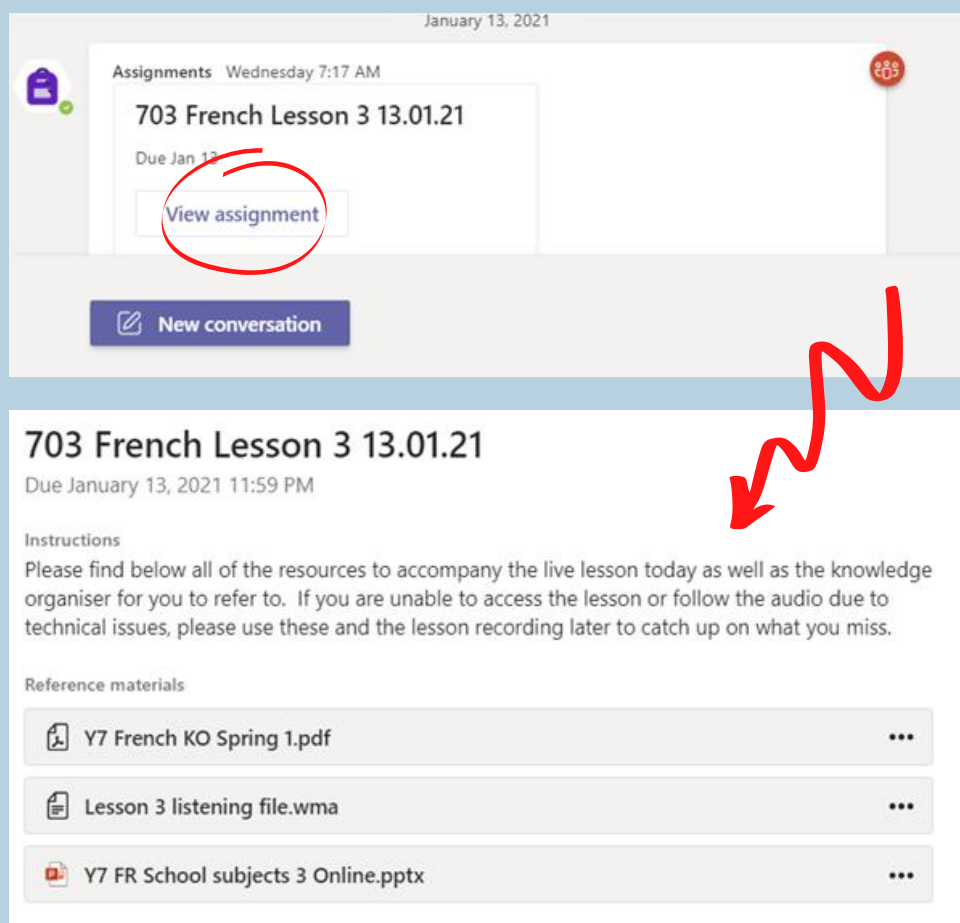 January 13, 2021
Assignments Wednesday 7:17 AM
703 French Lesson 3 13.01.21
Due Jan 13
View assignment
New conversation
703 French Lesson 3 13.01.21
Due January 13, 2021 11:59 PM
Instructions
Please find below all of the resources to accompany the live lesson today as well as the knowledge
organiser for you to refer to.  If you are unable to access the lesson or follow the audio due to
technical issues, please use these and the lesson recording later to catch up on what you miss.
Reference materials
Y7 French KO Spring 1.pdf
Lesson 3 listening file.wma
Y7 FR School subjects 3 Online.pptx